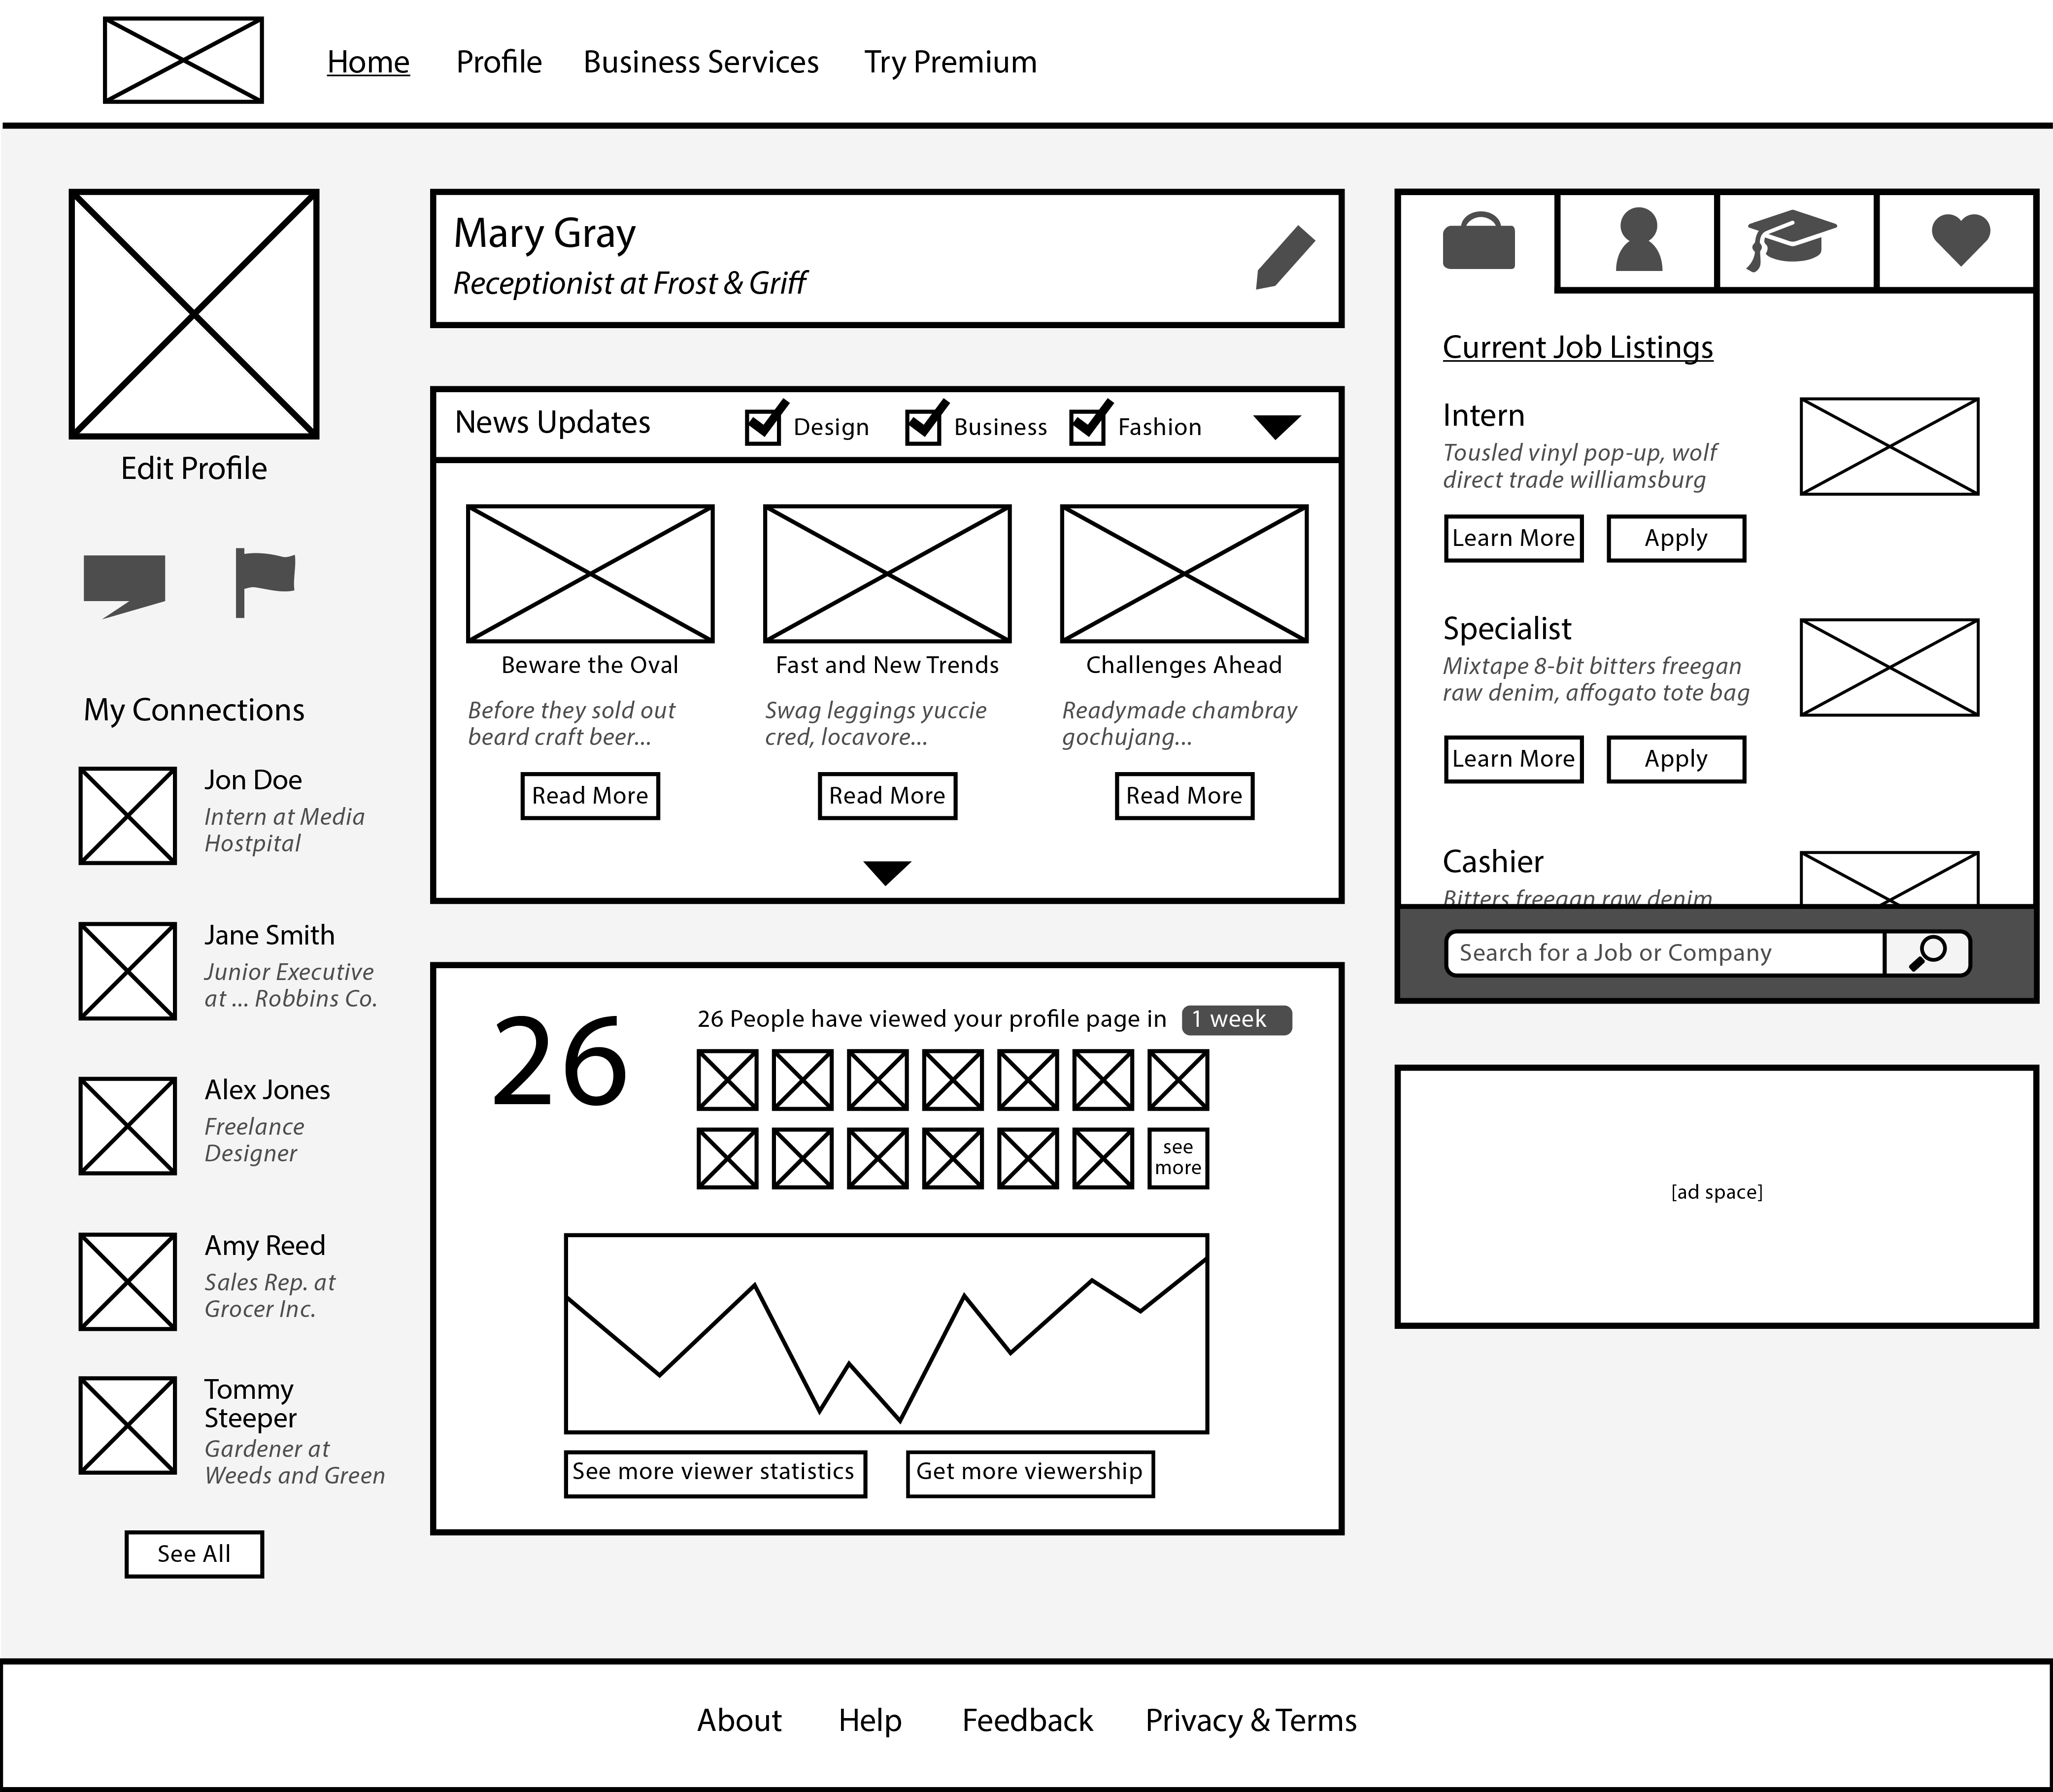 Home Profile Business Services Try Premium
Edit Profile
My Connections
Jon Doe
Intern at Media
Hostpital
Jane Smith
Junior Executive
at ... Robbins Co.
Alex Jones
Freelance
Designer
Amy Reed
Sales Rep. at
Grocer Inc.
Tommy
Steeper
Gardener at
Weeds and Green
See All
Mary Gray
Receptionist at Frost & Griff
News Updates Design Business Fashion
Beware the Oval
Before they sold out
beard craft beer...
Read More
Fast and New Trends
Swag leggings yuccie
cred, locavore...
Read More
Challenges Ahead
Readymade chambray
gochujang...
Read More
26
26 People have viewed your profile page in 1 week
see
more
See more viewer statistics
Get more viewership
Current Job Listings
Intern
Tousled vinyl pop-up, wolf
direct trade williamsburg
Learn More Apply
Specialist
Mixtape 8-bit bitters freegan
raw denim, affogato tote bag
Learn More Apply
Cashier
Bitters freegan raw denim
Search for a Job or Company
[ad space]
About Help Feedback Privacy & Terms